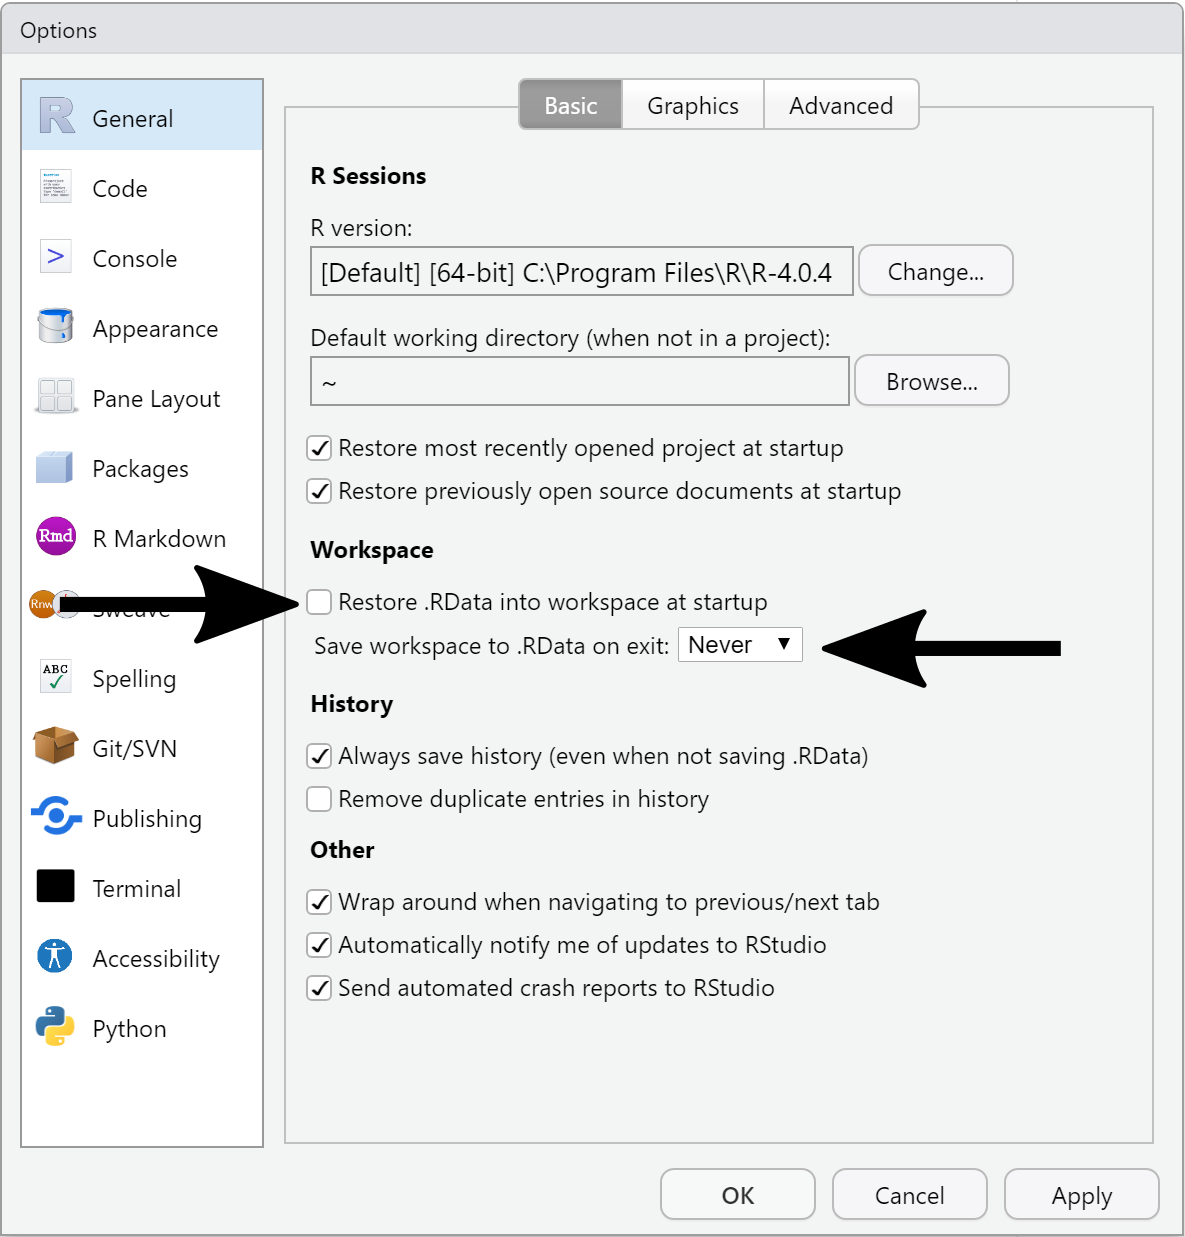 Options
General
Code
Console
Appearance
Pane Layout
Packages
Rmd
R Markdown
Rnw
Sweave
ABC
Spelling
Git/SVN
Publishing
Terminal
Accessibility
Python
Basic
Graphics
Advanced
R Sessions
R version:
[Default] [64-bit] C:\Program Files\R\R-4.0.4
Change...
Default working directory (when not in a project):
~
Browse...
Restore most recently opened project at startup
Restore previously open source documents at startup
Workspace
Restore .RData into workspace at startup
Save workspace to .RData on exit: Never
History
Always save history (even when not saving .RData)
Remove duplicate entries in history
Other
Wrap around when navigating to previous/next tab
Automatically notify me of updates to RStudio
Send automated crash reports to RStudio
OK
Cancel
Apply